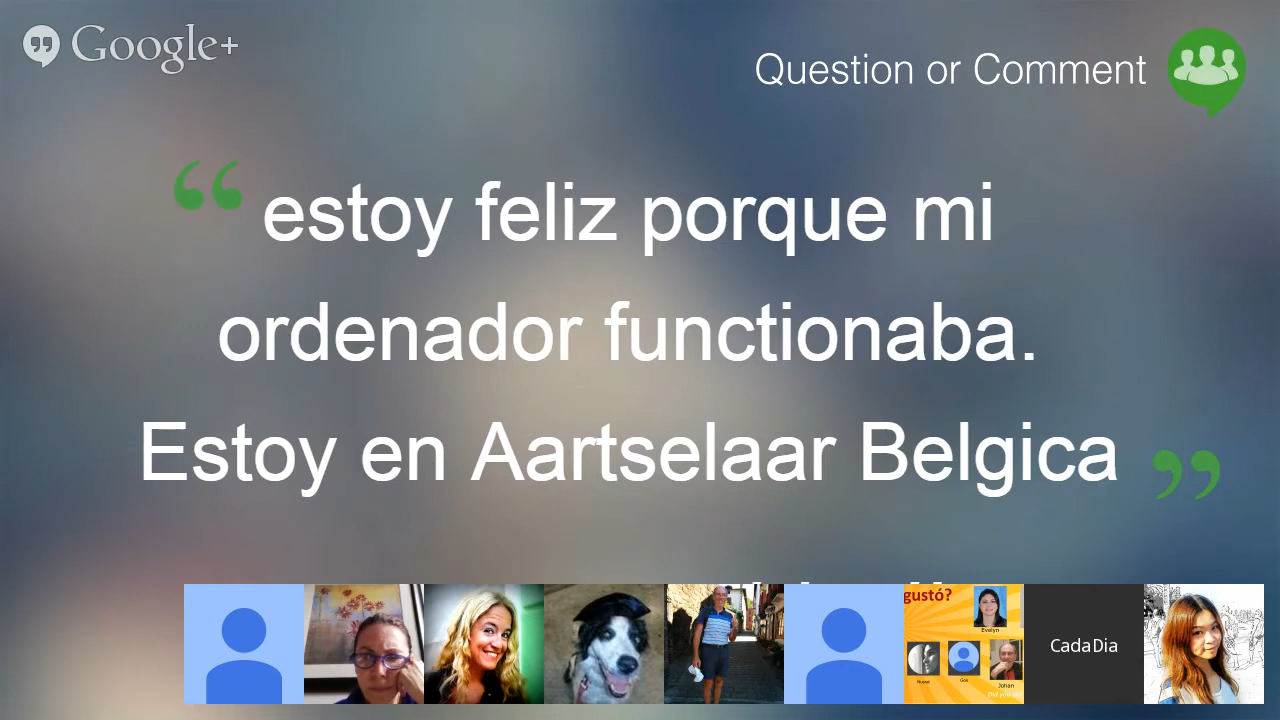 Google+
Question or Comment
“ estoy feliz porque mi
ordenador functionaba.
Estoy en Aartselaar Belgica ”
gustó?
Evelyn
Johan
CadaDia